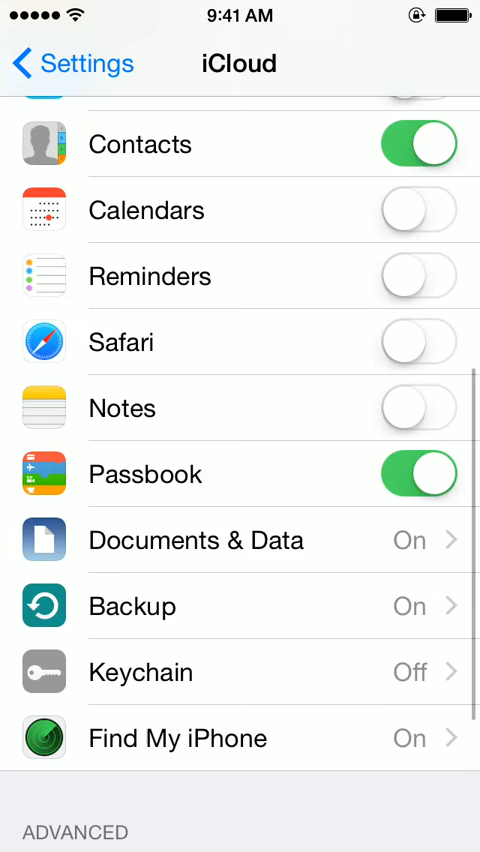 9:41 AM
Settings
iCloud
Contacts
Calendars
Reminders
Safari
Notes
Passbook
Documents & Data On
Backup On
Keychain Off
Find My iPhone On
ADVANCED